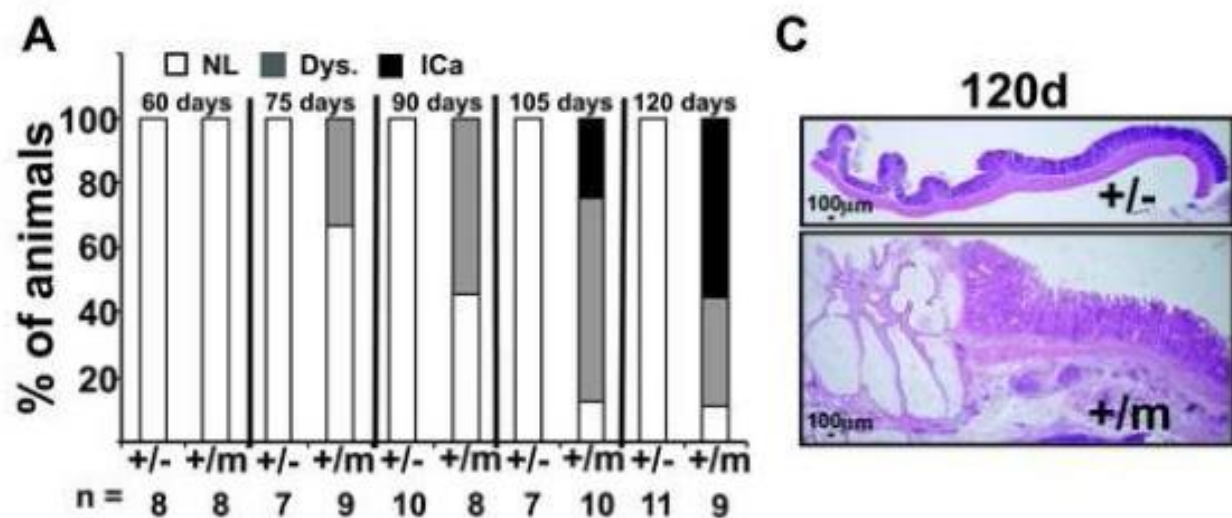 A
NL Dys. ICa
60 days 75 days 90 days 105 days 120 days
% of animals
100
80
60
40
20
+/- +/m +/- +/m +/- +/m +/- +/m +/- +/m
n = 8 8 7 9 10 8 7 10 11 9
C
120d
+/-
100µm
+/m
100µm